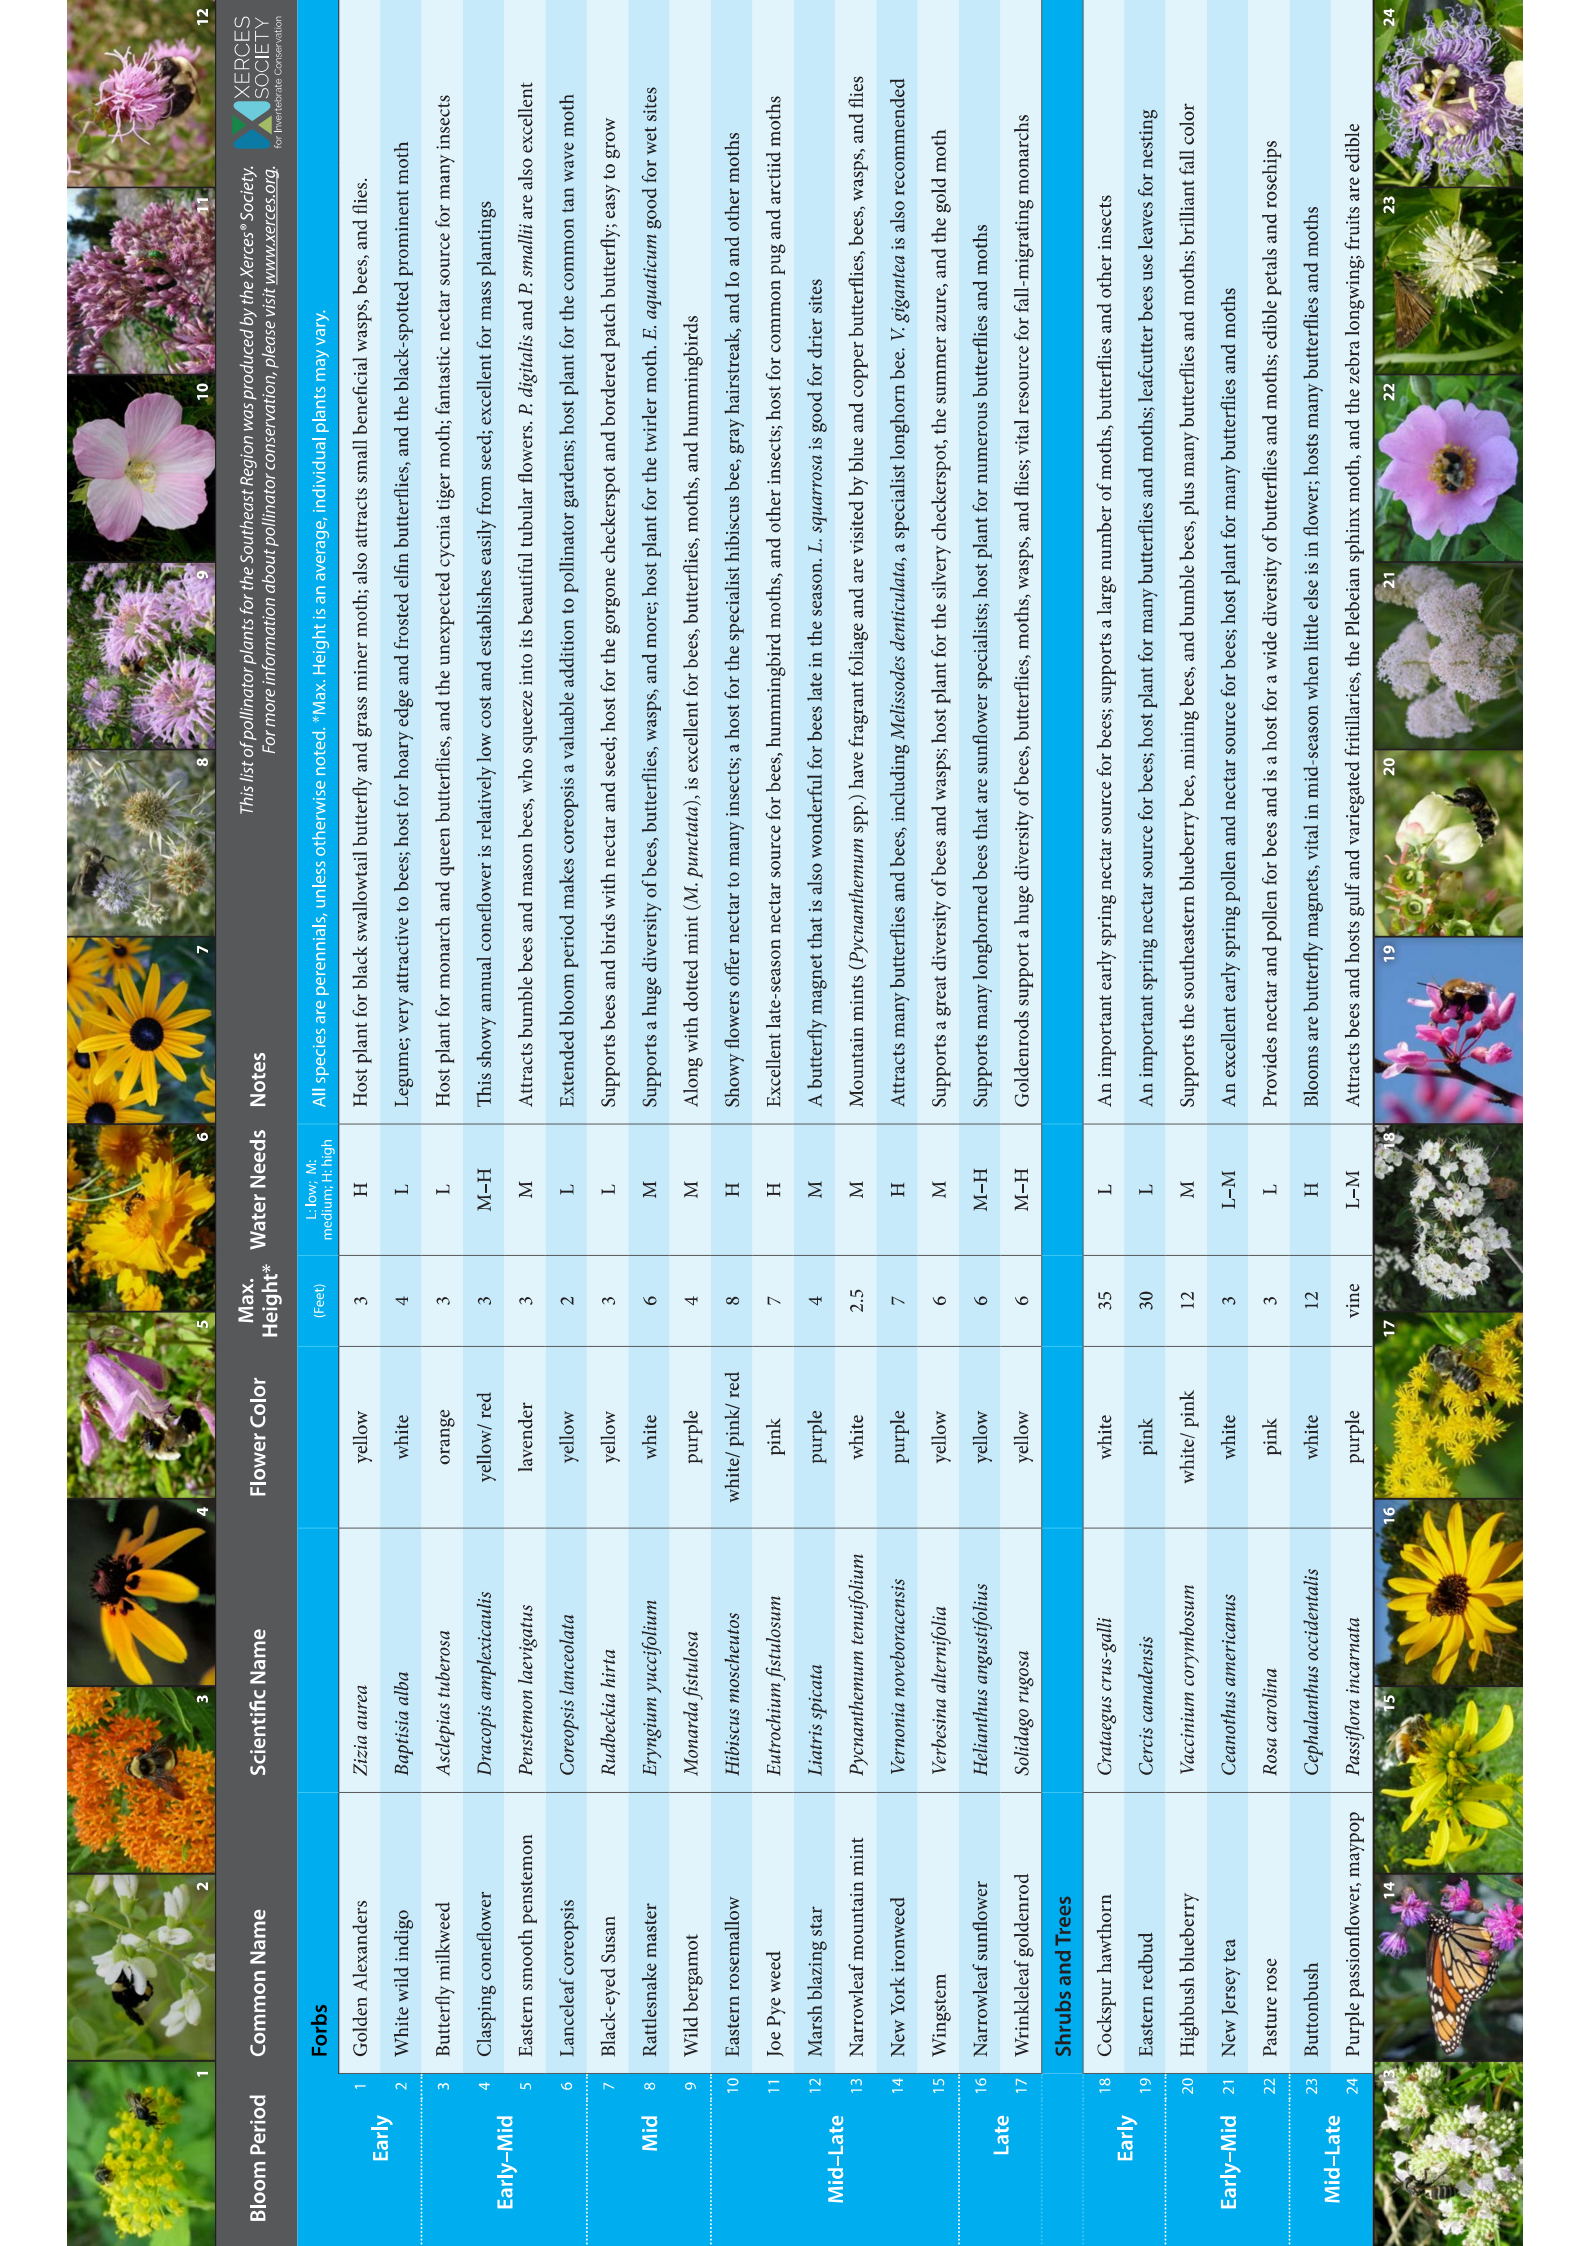 1 2 3 4 5 6 7 8 9 10 11 12
Bloom Period Common Name Scientific Name Flower Color Max. Height* Water Needs Notes
This list of pollinator plants for the Southeast Region was produced by the Xerces® Society.
For more information about pollinator conservation, please visit www.xerces.org.
XERCES
SOCIETY
for Invertebrate Conservation
Forbs (Feet) L: low; M: medium; H: high All species are perennials, unless otherwise noted. *Max. Height is an average, individual plants may vary.
Early
1 Golden Alexanders Zizia aurea yellow 3 H Host plant for black swallowtail butterfly and grass miner moth; also attracts small beneficial wasps, bees, and flies.
2 White wild indigo Baptisia alba white 4 L Legume; very attractive to bees; host for hoary edge and frosted elfin butterflies, and the black-spotted prominent moth
Early–Mid
3 Butterfly milkweed Asclepias tuberosa orange 3 L Host plant for monarch and queen butterflies, and the unexpected cycnia tiger moth; fantastic nectar source for many insects
4 Clasping coneflower Dracopis amplexicaulis yellow/ red 3 M–H This showy annual coneflower is relatively low cost and establishes easily from seed; excellent for mass plantings
5 Eastern smooth penstemon Penstemon laevigatus lavender 3 M Attracts bumble bees and mason bees, who squeeze into its beautiful tubular flowers. P. digitalis and P. smallii are also excellent
6 Lanceleaf coreopsis Coreopsis lanceolata yellow 2 L Extended bloom period makes coreopsis a valuable addition to pollinator gardens; host plant for the common tan wave moth
Mid
7 Black-eyed Susan Rudbeckia hirta yellow 3 L Supports bees and birds with nectar and seed; host for the gorgone checkerspot and bordered patch butterfly; easy to grow
8 Rattlesnake master Eryngium yuccifolium white 6 M Supports a huge diversity of bees, butterflies, wasps, and more; host plant for the twirler moth. E. aquaticum good for wet sites
9 Wild bergamot Monarda fistulosa purple 4 M Along with dotted mint (M. punctata); is excellent for bees, butterflies, moths, and hummingbirds
Mid–Late
10 Eastern rosemallow Hibiscus moscheutos white/ pink/ red 8 H Showy flowers offer nectar to many insects; a host for the specialist hibiscus bee, gray hairstreak, and Io and other moths
11 Joe Pye weed Eutrochium fistulosum pink 7 H Excellent late-season nectar source for bees, hummingbird moths, and other insects; host for common pug and arctiid moths
12 Marsh blazing star Liatris spicata purple 4 M A butterfly magnet that is also wonderful for bees late in the season. L. squarrosa is good for drier sites
13 Narrowleaf mountain mint Pycnanthemum tenuifolium white 2.5 M Mountain mints (Pycnanthemum spp.) have fragrant foliage and are visited by blue and copper butterflies, bees, wasps, and flies
14 New York ironweed Vernonia noveboracensis purple 7 H Attracts many butterflies and bees, including Melissodes denticulata, a specialist longhorn bee. V. gigantea is also recommended
15 Wingstem Verbesina alternifolia yellow 6 M Supports a great diversity of bees and wasps; host plant for the silvery checkerspot, the summer azure, and the gold moth
Late
16 Narrowleaf sunflower Helianthus angustifolius yellow 6 M–H Supports many longhorned bees that are sunflower specialists; host plant for numerous butterflies and moths
17 Wrinkleleaf goldenrod Solidago rugosa yellow 6 M–H Goldenrods support a huge diversity of bees, butterflies, moths, wasps, and flies; vital resource for fall-migrating monarchs
Shrubs and Trees
Early
18 Cockspur hawthorn Crataegus crus-galli white 35 L An important early spring nectar source for bees; supports a large number of moths, butterflies and other insects
19 Eastern redbud Cercis canadensis pink 30 L An important spring nectar source for bees; host plant for many butterflies and moths; leafcutter bees use leaves for nesting
Early–Mid
20 Highbush blueberry Vaccinium corymbosum white/ pink 12 M Supports the southeastern blueberry bee, mining bees, and bumble bees, plus many butterflies and moths; brilliant fall color
21 New Jersey tea Ceanothus americanus white 3 L–M An excellent early spring pollen and nectar source for bees; host plant for many butterflies and moths
22 Pasture rose Rosa carolina pink 3 L Provides nectar and pollen for bees and is a host for a wide diversity of butterflies and moths; edible petals and rosehips
Mid–Late
23 Buttonbush Cephalanthus occidentalis white 12 H Blooms are butterfly magnets, vital in mid-season when little else is in flower; hosts many butterflies and moths
24 Purple passionflower, maypop Passiflora incarnata purple vine L–M Attracts bees and hosts gulf and variegated fritillaries, the Plebeian sphinx moth, and the zebra longwing; fruits are edible
13 14 15 16 17 18 19 20 21 22 23 24